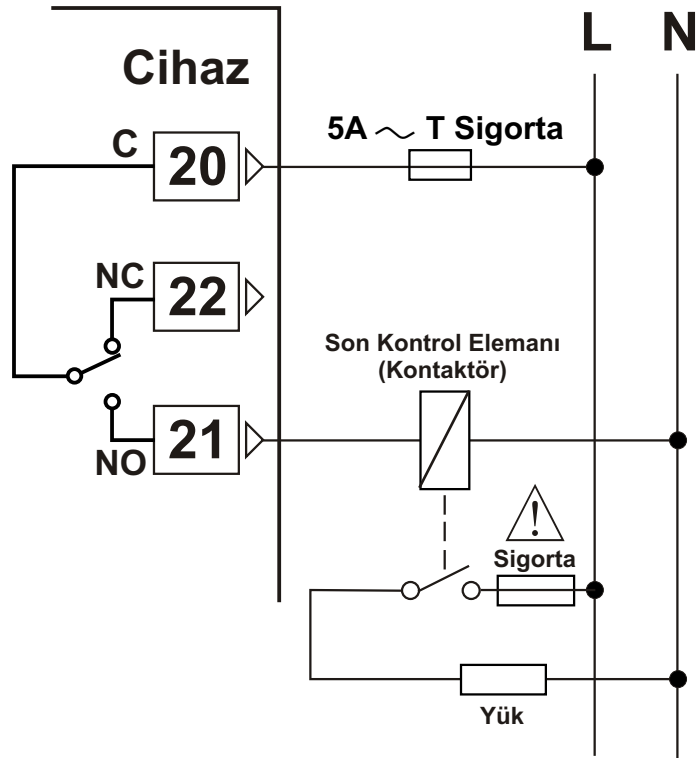 L N
Cihaz
5A ~ T Sigorta
C
20
NC
22
Son Kontrol Elemanı
(Kontaktör)
21
NO
!
Sigorta
Yük